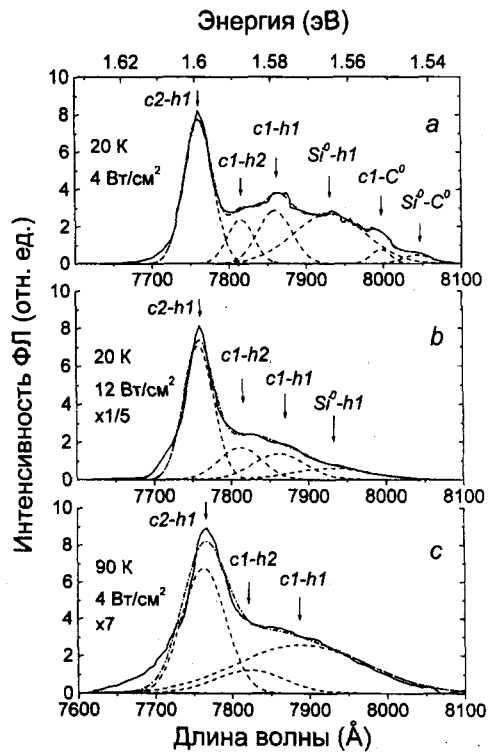 Энергия (эВ)
1.62 1.6 1.58 1.56 1.54
Интенсивность ФЛ (отн. ед.)
10
8
6
4
2
0
a
20 К
4 Вт/см²
c2-h1
c1-h2
c1-h1
Si⁰-h1
c1-C⁰
Si⁰-C⁰
7700 7800 7900 8000 8100
10
8
6
4
2
0
b
20 К
12 Вт/см²
x1/5
c2-h1
c1-h2
c1-h1
Si⁰-h1
7700 7800 7900 8000 8100
10
8
6
4
2
0
c
90 К
4 Вт/см²
x7
c2-h1
c1-h2
c1-h1
7600 7700 7800 7900 8000 8100
Длина волны (Å)